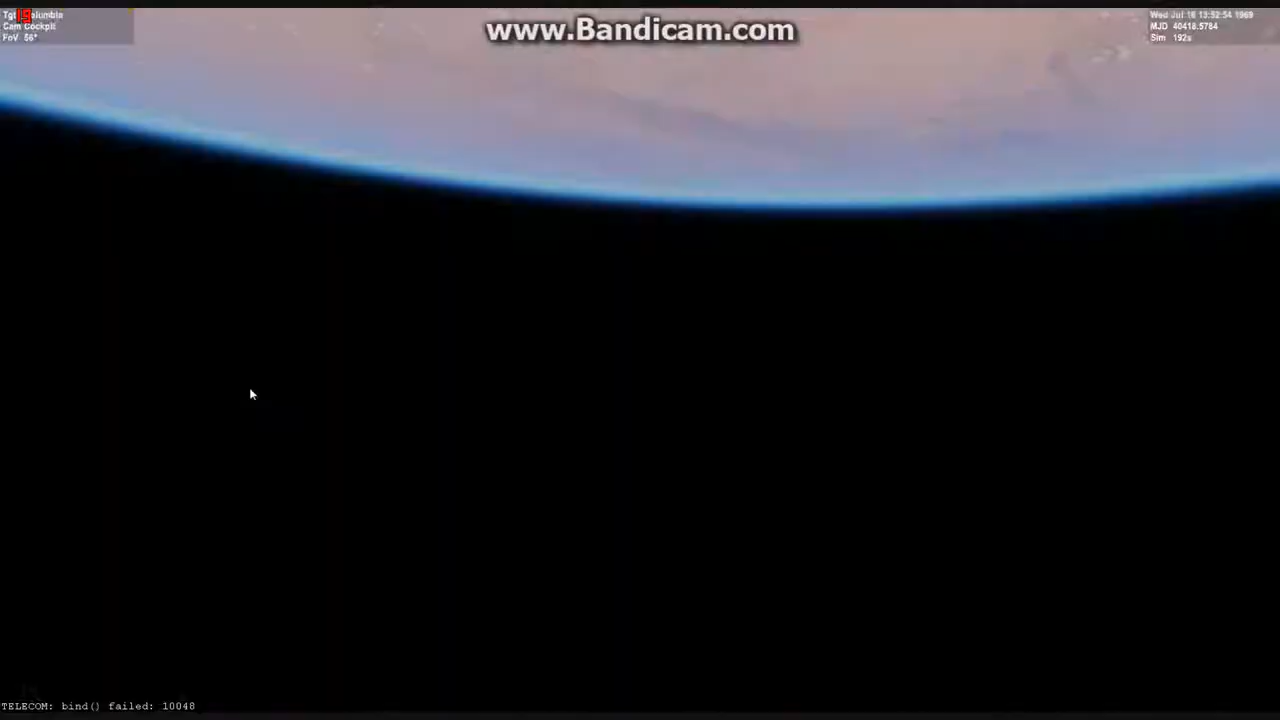 www.Bandicam.com
Cam Cockpit
FoV 56°
Wed Jul 16 13:52:54 1969
MJD 40418.5784
Sim 192s
TELECOM: bind() failed: 10048